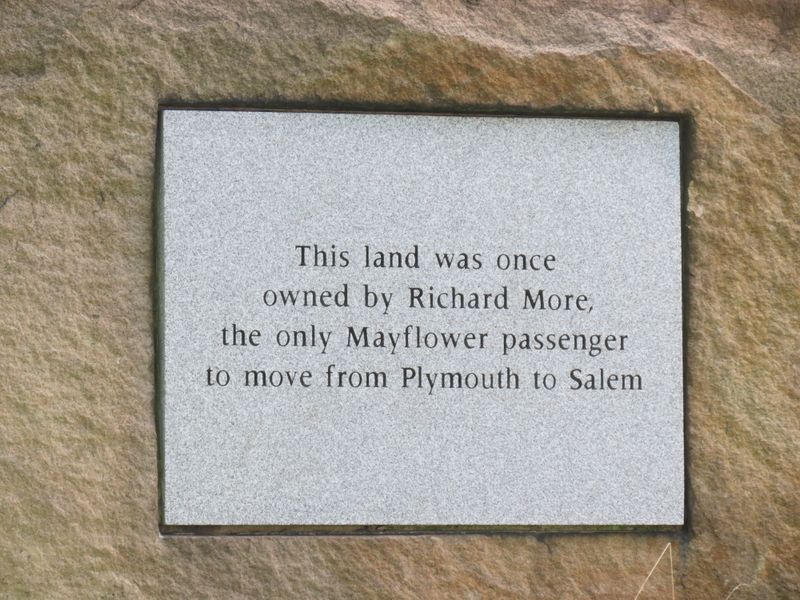 This land was once
owned by Richard More,
the only Mayflower passenger
to move from Plymouth to Salem